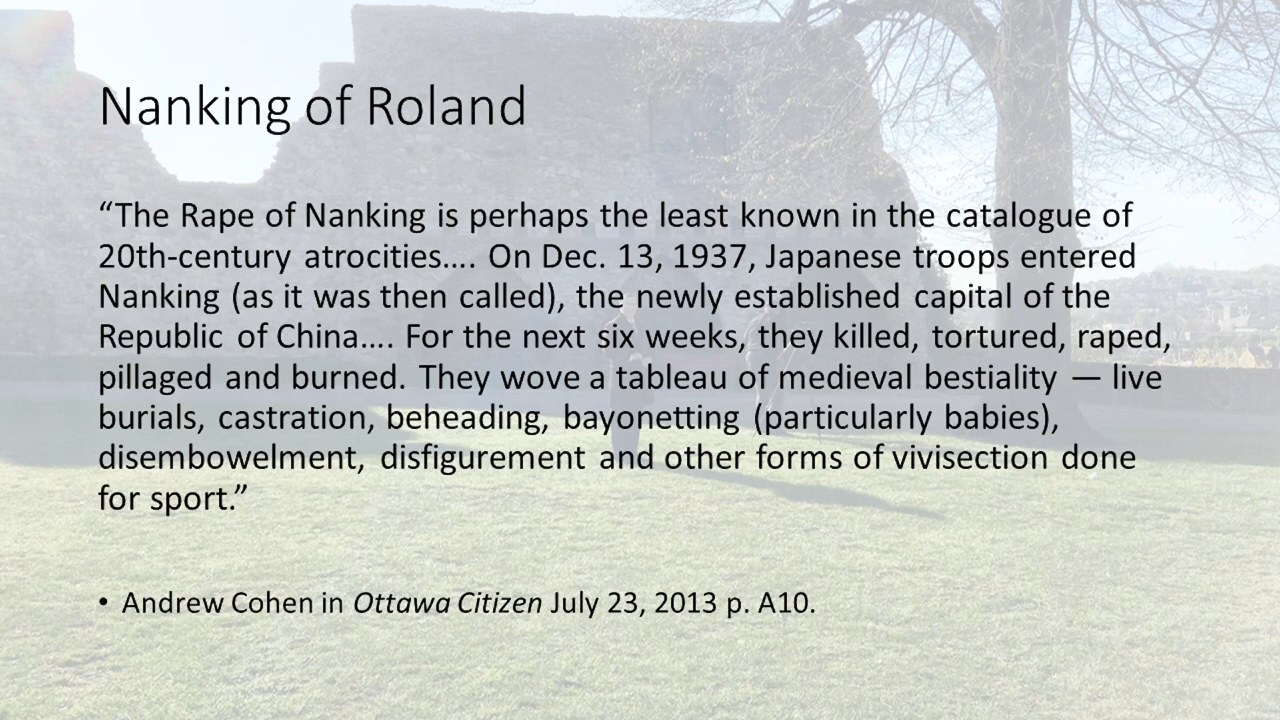 Nanking of Roland
“The Rape of Nanking is perhaps the least known in the catalogue of
20th-century atrocities…. On Dec. 13, 1937, Japanese troops entered
Nanking (as it was then called), the newly established capital of the
Republic of China…. For the next six weeks, they killed, tortured, raped,
pillaged and burned. They wove a tableau of medieval bestiality — live
burials, castration, beheading, bayonetting (particularly babies),
disembowelment, disfigurement and other forms of vivisection done
for sport.”
• Andrew Cohen in Ottawa Citizen July 23, 2013 p. A10.